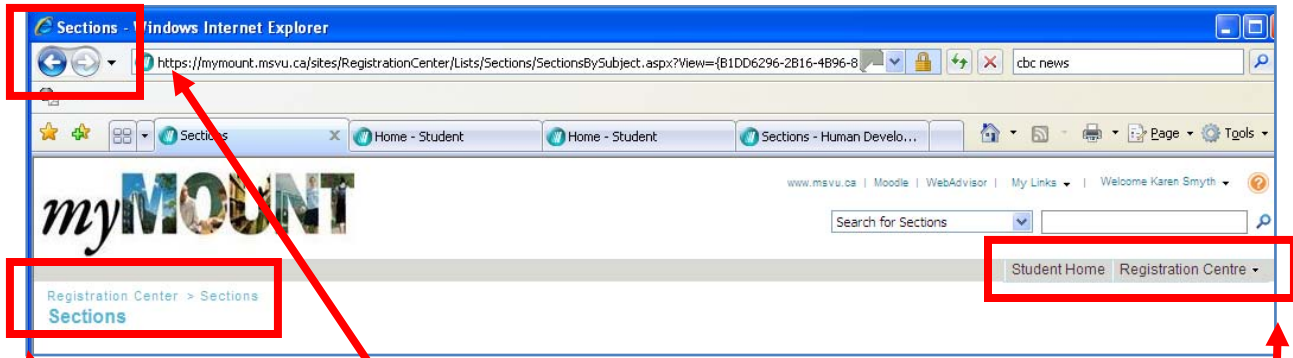 Sections - Windows Internet Explorer
https://mymount.msvu.ca/sites/RegistrationCenter/Lists/Sections/SectionsBySubject.aspx?View={B1DD6296-2B16-4B96-8
cbc news
Sections
Home - Student
Home - Student
Sections - Human Develo...
Page
Tools
myMOUNT
www.msvu.ca | Moodle | WebAdvisor | My Links | Welcome Karen Smyth
Search for Sections
Student Home Registration Centre
Registration Center > Sections
Sections